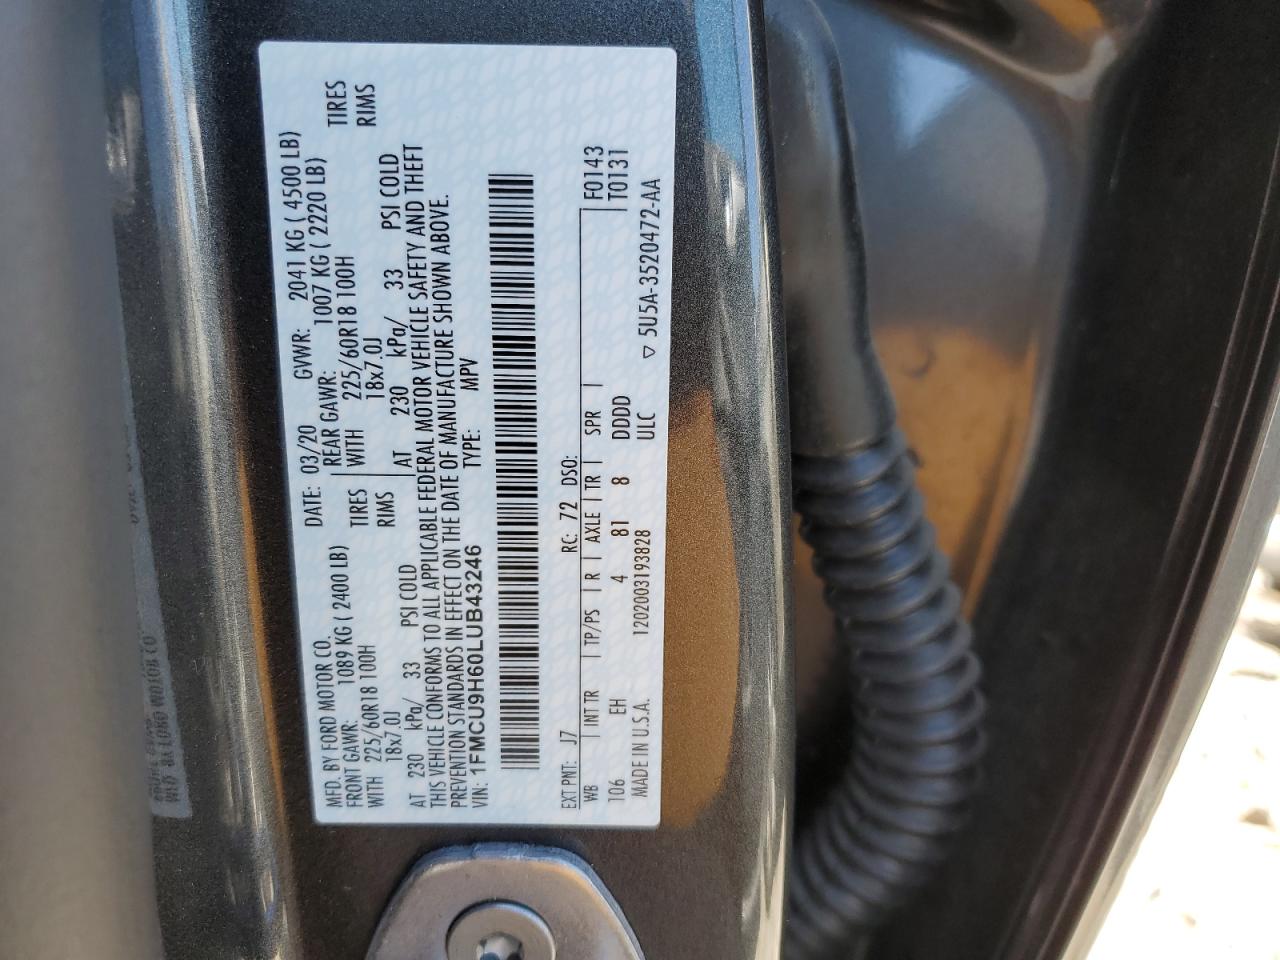 MFD. BY FORD MOTOR CO.
DATE: 03/20 GVWR: 2041 KG ( 4500 LB)
FRONT GAWR: 1089 KG ( 2400 LB) REAR GAWR: 1007 KG ( 2220 LB)
WITH 225/60R18 100H TIRES WITH 225/60R18 100H TIRES
18x7.0J RIMS 18x7.0J RIMS
AT 230 kPa/ 33 PSI COLD AT 230 kPa/ 33 PSI COLD
THIS VEHICLE CONFORMS TO ALL APPLICABLE FEDERAL MOTOR VEHICLE SAFETY AND THEFT
PREVENTION STANDARDS IN EFFECT ON THE DATE OF MANUFACTURE SHOWN ABOVE.
VIN: 1FMCU9H60LUB43246 TYPE: MPV
EXT PNT: J7 RC: 72 DSO:
WB INT TR TP/PS R AXLE TR SPR F0143
106 EH 4 81 8 DDDD T0131
MADE IN U.S.A. 120200319382​8 ULC ▽ 5U5A-3520472-AA